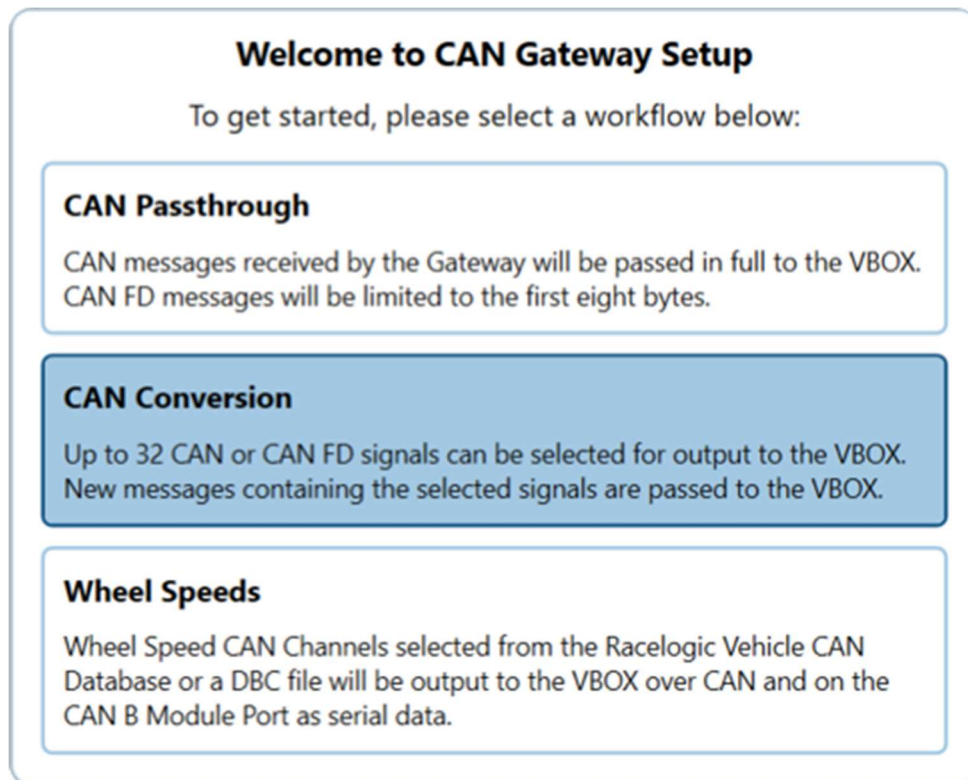 Welcome to CAN Gateway Setup
To get started, please select a workflow below:
CAN Passthrough
CAN messages received by the Gateway will be passed in full to the VBOX.
CAN FD messages will be limited to the first eight bytes.
CAN Conversion
Up to 32 CAN or CAN FD signals can be selected for output to the VBOX.
New messages containing the selected signals are passed to the VBOX.
Wheel Speeds
Wheel Speed CAN Channels selected from the Racelogic Vehicle CAN
Database or a DBC file will be output to the VBOX over CAN and on the
CAN B Module Port as serial data.